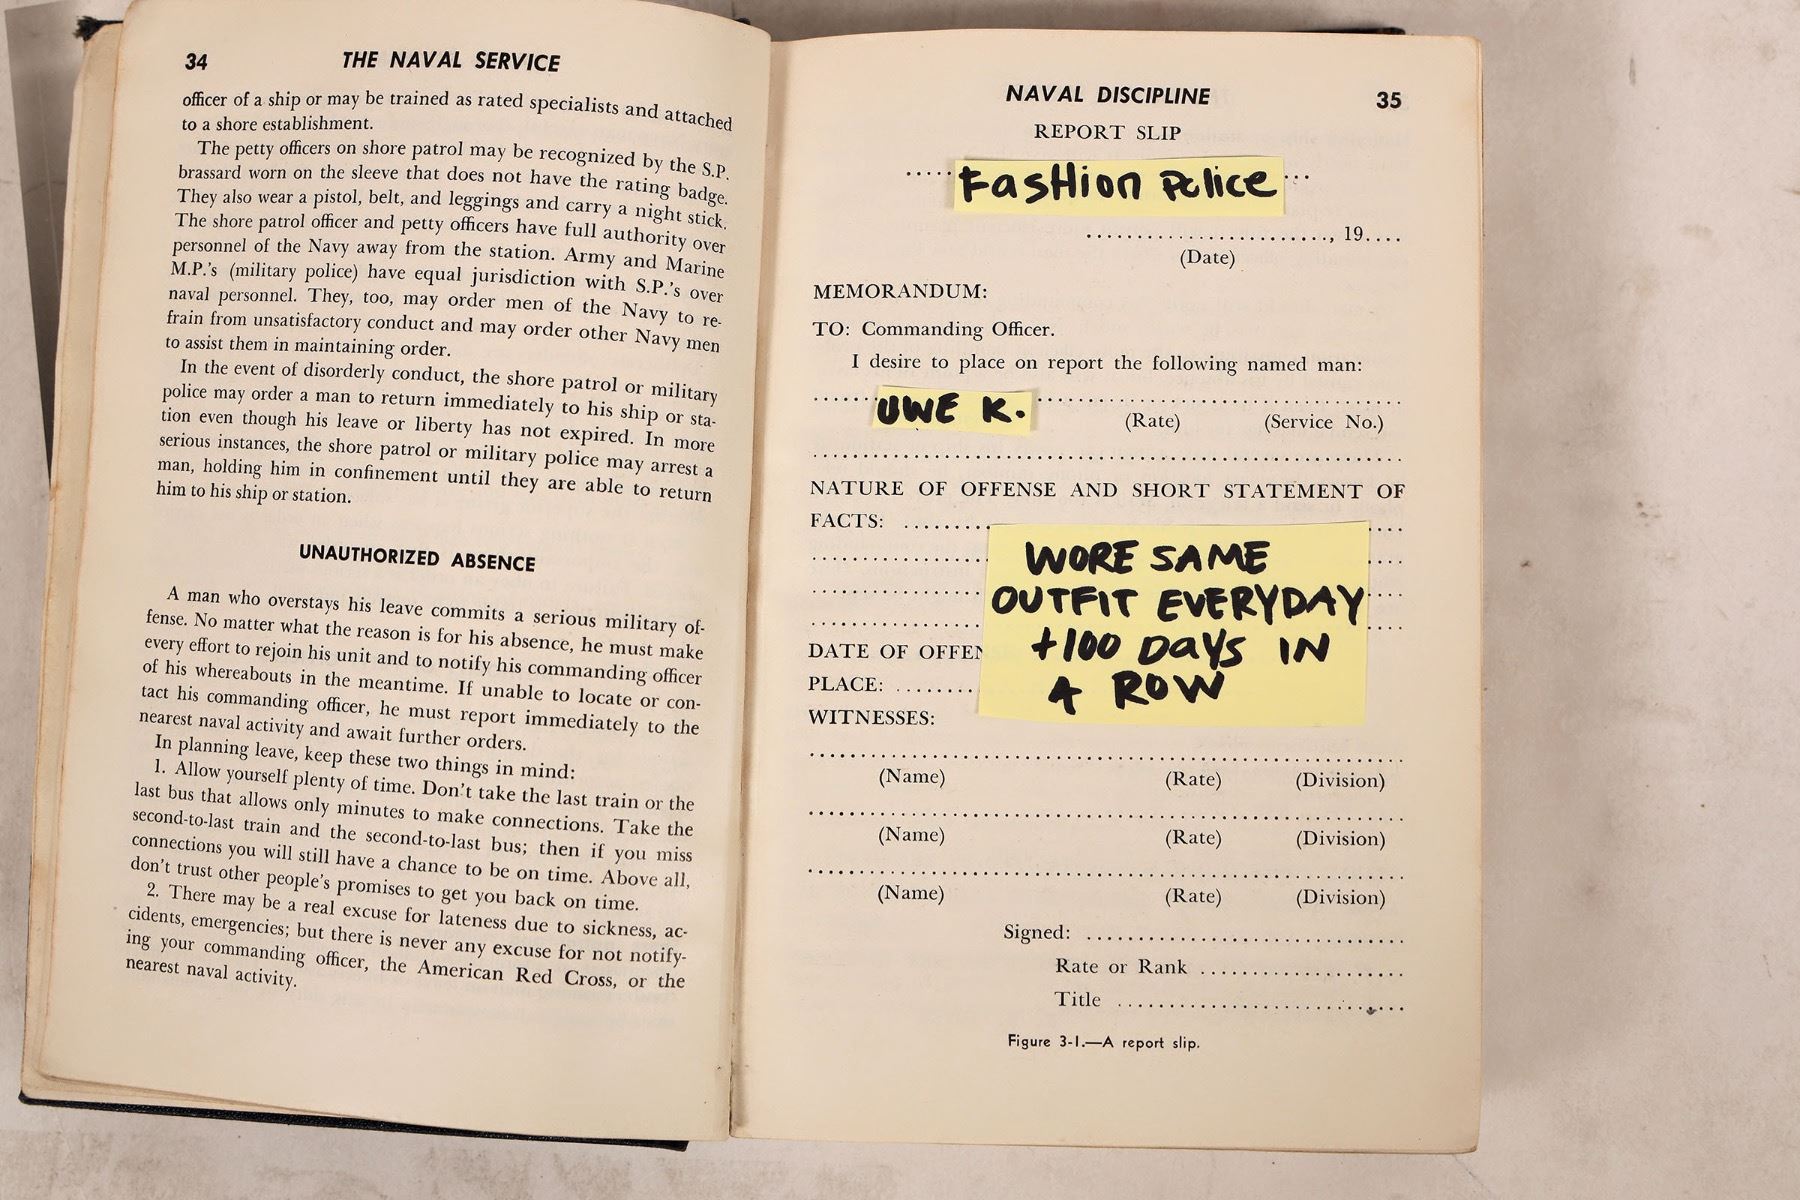 34 THE NAVAL SERVICE
officer of a ship or may be trained as rated specialists and attached
to a shore establishment.
The petty officers on shore patrol may be recognized by the S.P.
brassard worn on the sleeve that does not have the rating badge.
They also wear a pistol, belt, and leggings and carry a night stick.
The shore patrol officer and petty officers have full authority over
personnel of the Navy away from the station. Army and Marine
M.P.'s (military police) have equal jurisdiction with S.P.'s over
naval personnel. They, too, may order men of the Navy to re-
frain from unsatisfactory conduct and may order other Navy men
to assist them in maintaining order.
In the event of disorderly conduct, the shore patrol or military
police may order a man to return immediately to his ship or sta-
tion even though his leave or liberty has not expired. In more
serious instances, the shore patrol or military police may arrest a
man, holding him in confinement until they are able to return
him to his ship or station.
UNAUTHORIZED ABSENCE
A man who overstays his leave commits a serious military of-
fense. No matter what the reason is for his absence, he must make
every effort to rejoin his unit and to notify his commanding officer
of his whereabouts in the meantime. If unable to locate or con-
tact his commanding officer, he must report immediately to the
nearest naval activity and await further orders.
In planning leave, keep these two things in mind:
1. Allow yourself plenty of time. Don't take the last train or the
last bus that allows only minutes to make connections. Take the
second-to-last train and the second-to-last bus; then if you miss
connections you will still have a chance to be on time. Above all,
don't trust other people's promises to get you back on time.
2. There may be a real excuse for lateness due to sickness, ac-
cidents, emergencies; but there is never any excuse for not notify-
ing your commanding officer, the American Red Cross, or the
nearest naval activity.
NAVAL DISCIPLINE 35
REPORT SLIP
..... Fashion Police ...
........................, 19....
(Date)
MEMORANDUM:
TO: Commanding Officer.
I desire to place on report the following named man:
UWE K.
(Rate) (Service No.)
NATURE OF OFFENSE AND SHORT STATEMENT OF
FACTS: .........
WORE SAME
OUTFIT EVERYDAY
+100 DAYS IN
A ROW
DATE OF OFFEN
PLACE: ........
WITNESSES:
(Name) (Rate) (Division)
(Name) (Rate) (Division)
(Name) (Rate) (Division)
Signed: ................................
Rate or Rank .....................
Title .............................
Figure 3-1.—A report slip.